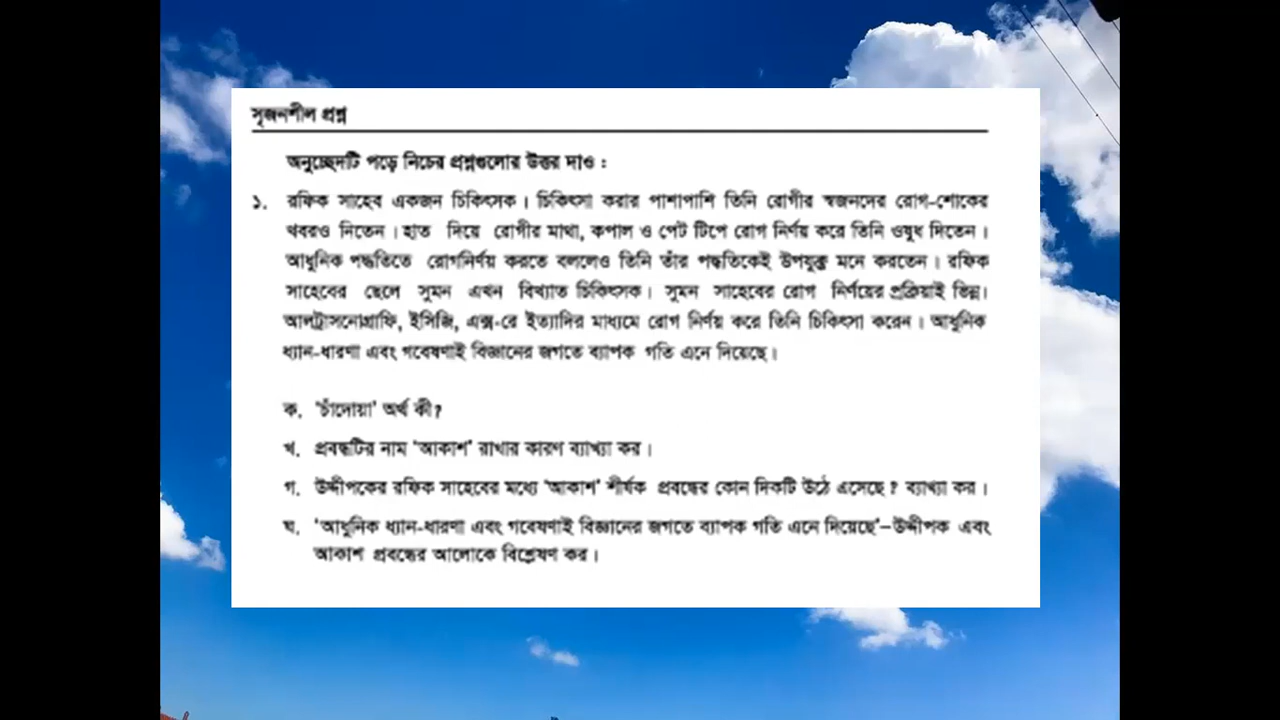 সৃজনশীল প্রশ্ন
অনুচ্ছেদটি পড়ে নিচের প্রশ্নগুলোর উত্তর দাও :
১. রফিক সাহেব একজন চিকিৎসক। চিকিৎসা করার পাশাপাশি তিনি রোগীর স্বজনদের রোগ-শোকের
খবরও নিতেন। হাত দিয়ে রোগীর মাথা, কপাল ও পেট টিপে রোগ নির্ণয় করে তিনি ওষুধ দিতেন।
আধুনিক পদ্ধতিতে রোগনির্ণয় করতে বললেও তিনি তাঁর পদ্ধতিকেই উপযুক্ত মনে করতেন। রফিক
সাহেবের ছেলে সুমন এখন বিখ্যাত চিকিৎসক। সুমন সাহেবের রোগ নির্ণয়ের প্রক্রিয়াই ভিন্ন।
আলট্রাসনোগ্রাফি, ইসিজি, এক্স-রে ইত্যাদির মাধ্যমে রোগ নির্ণয় করে তিনি চিকিৎসা করেন। আধুনিক
ধ্যান-ধারণা এবং গবেষণাই বিজ্ঞানের জগতে ব্যাপক গতি এনে দিয়েছে।
ক. ‘চাঁদোয়া’ অর্থ কী?
খ. প্রবন্ধটির নাম ‘আকাশ’ রাখার কারণ ব্যাখ্যা কর।
গ. উদ্দীপকের রফিক সাহেবের মধ্যে ‘আকাশ’ শীর্ষক প্রবন্ধের কোন দিকটি উঠে এসেছে? ব্যাখ্যা কর।
ঘ. ‘আধুনিক ধ্যান-ধারণা এবং গবেষণাই বিজ্ঞানের জগতে ব্যাপক গতি এনে দিয়েছে’–উদ্দীপক এবং
আকাশ প্রবন্ধের আলোকে বিশ্লেষণ কর।